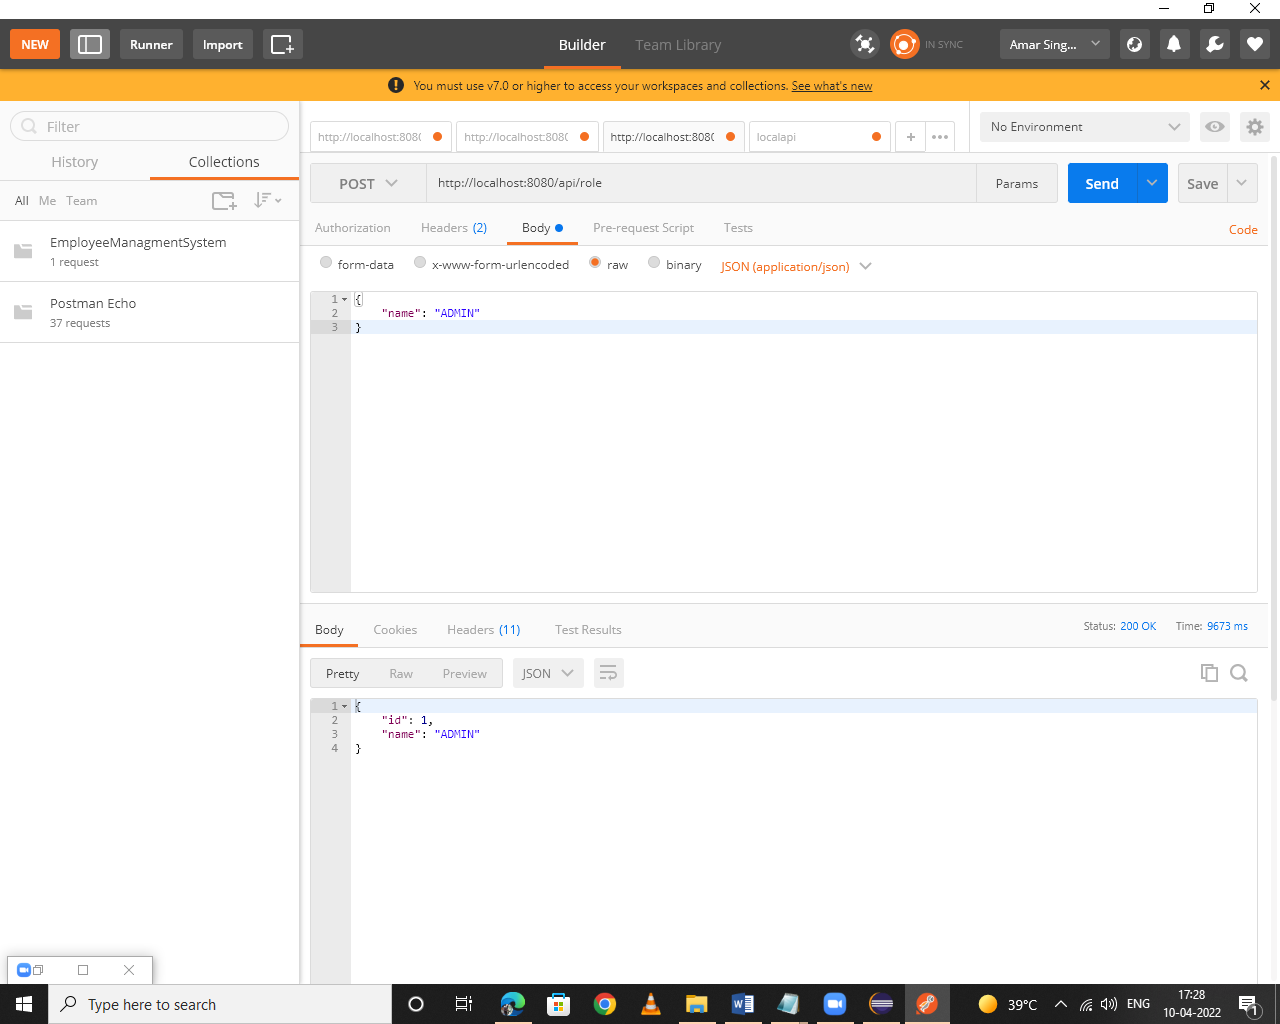 NEW Runner Import Builder Team Library IN SYNC Amar Sing...
You must use v7.0 or higher to access your workspaces and collections. See what's new
Filter
History Collections
All Me Team
EmployeeManagmentSystem
1 request
Postman Echo
37 requests
http://localhost:808 http://localhost:808 http://localhost:808 localapi + ••• No Environment
POST http://localhost:8080/api/role Params Send Save
Authorization Headers (2) Body Pre-request Script Tests Code
form-data x-www-form-urlencoded raw binary JSON (application/json)
1 {
2 "name": "ADMIN"
3 }
Body Cookies Headers (11) Test Results Status: 200 OK Time: 9673 ms
Pretty Raw Preview JSON
1 {
2 "id": 1,
3 "name": "ADMIN"
4 }
Type here to search 39°C ENG 17:28
10-04-2022 1